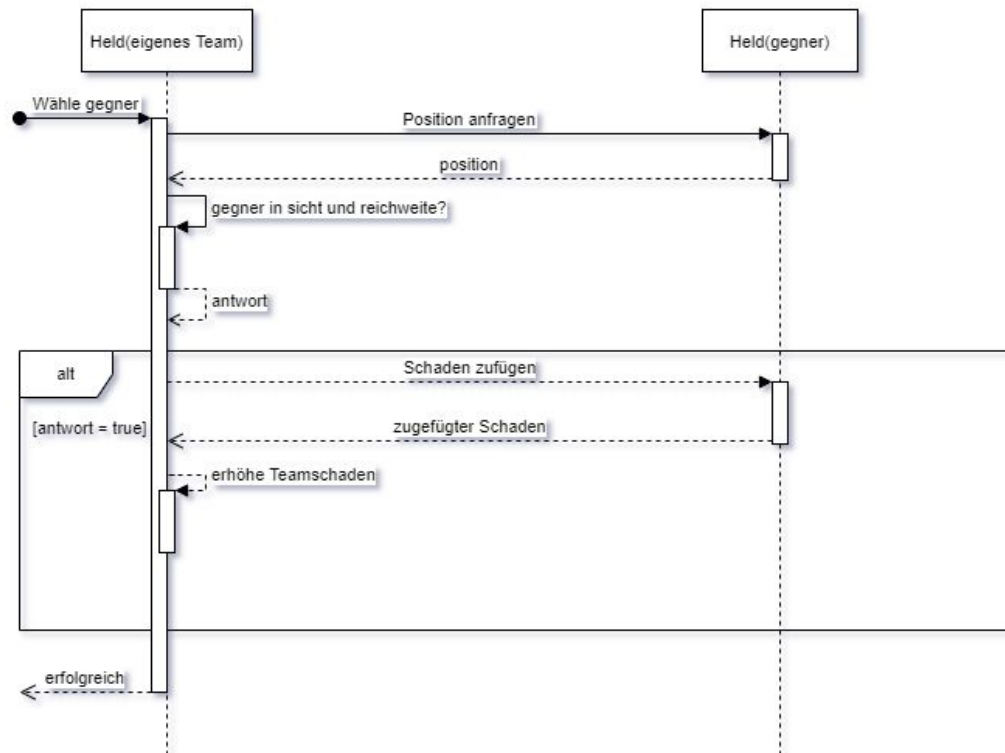 Held(eigenes Team)
Held(gegner)
Wähle gegner
Position anfragen
position
gegner in sicht und reichweite?
antwort
alt
Schaden zufügen
[antwort = true]
zugefügter Schaden
erhöhe Teamschaden
erfolgreich